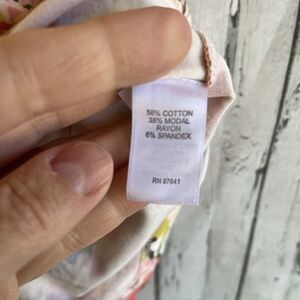 56% COTTON
38% MODAL
RAYON
6% SPANDEX
RN 97641